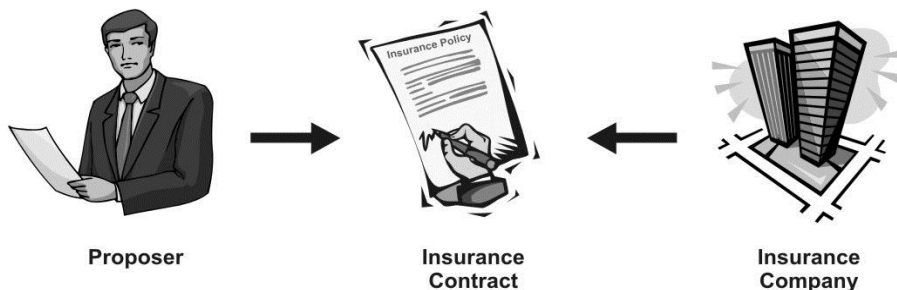 Insurance Policy
Proposer
Insurance
Contract
Insurance
Company